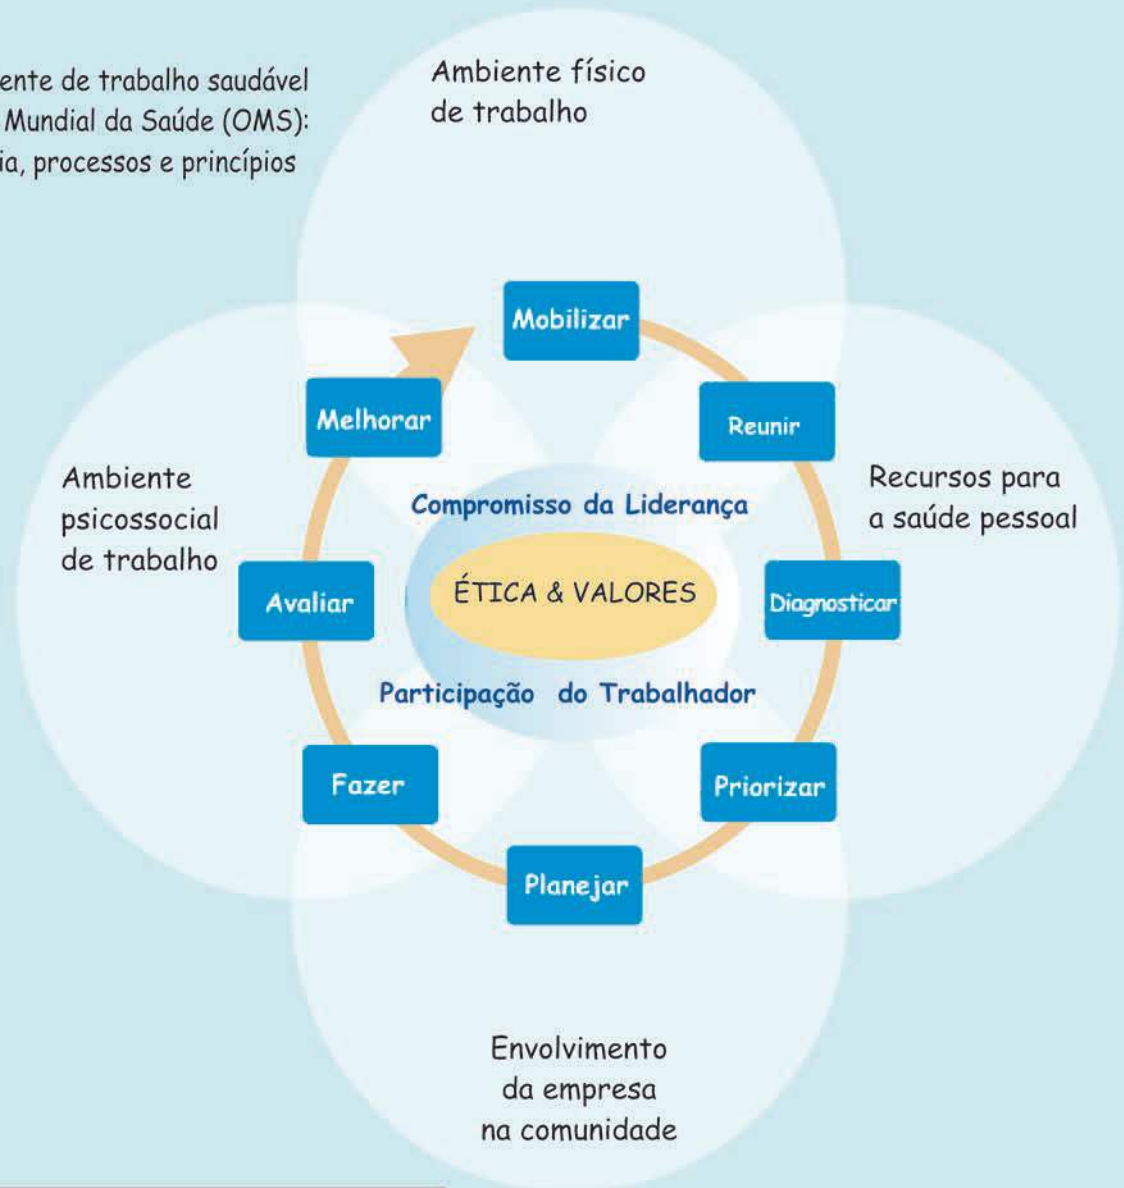 de trabalho saudável
Mundial da Saúde (OMS):
processos e princípios
Ambiente físico
de trabalho
Mobilizar
Melhorar
Reunir
Ambiente
psicossocial
de trabalho
Compromisso da Liderança
Recursos para
a saúde pessoal
Avaliar
ÉTICA & VALORES
Diagnosticar
Participação do Trabalhador
Fazer
Priorizar
Planejar
Envolvimento
da empresa
na comunidade